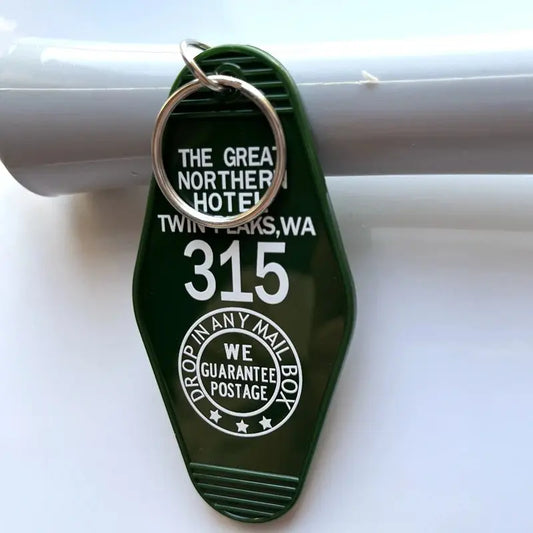 THE GREAT
NORTHERN
HOTEL
TWIN PEAKS,WA
315
DROP IN ANY MAIL BOX
WE
GUARANTEE
POSTAGE